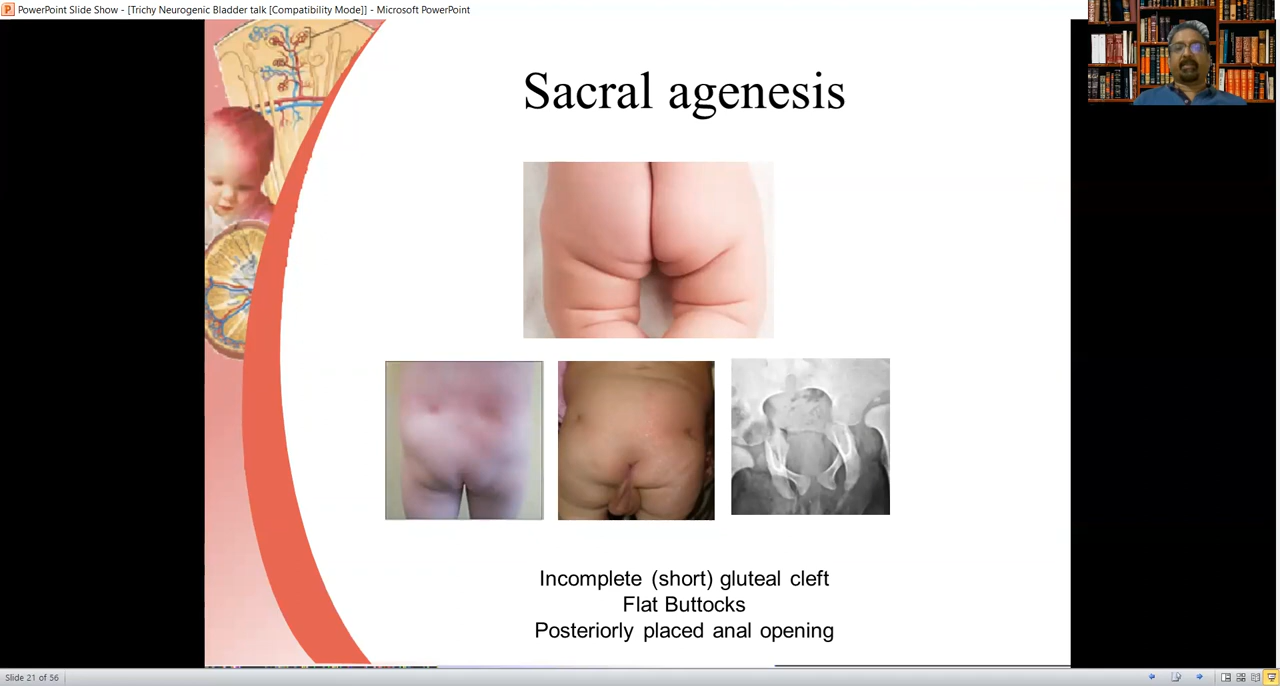 PowerPoint Slide Show - [Trichy Neurogenic Bladder talk [Compatibility Mode]] - Microsoft PowerPoint
Sacral agenesis
Incomplete (short) gluteal cleft
Flat Buttocks
Posteriorly placed anal opening
Slide 21 of 56